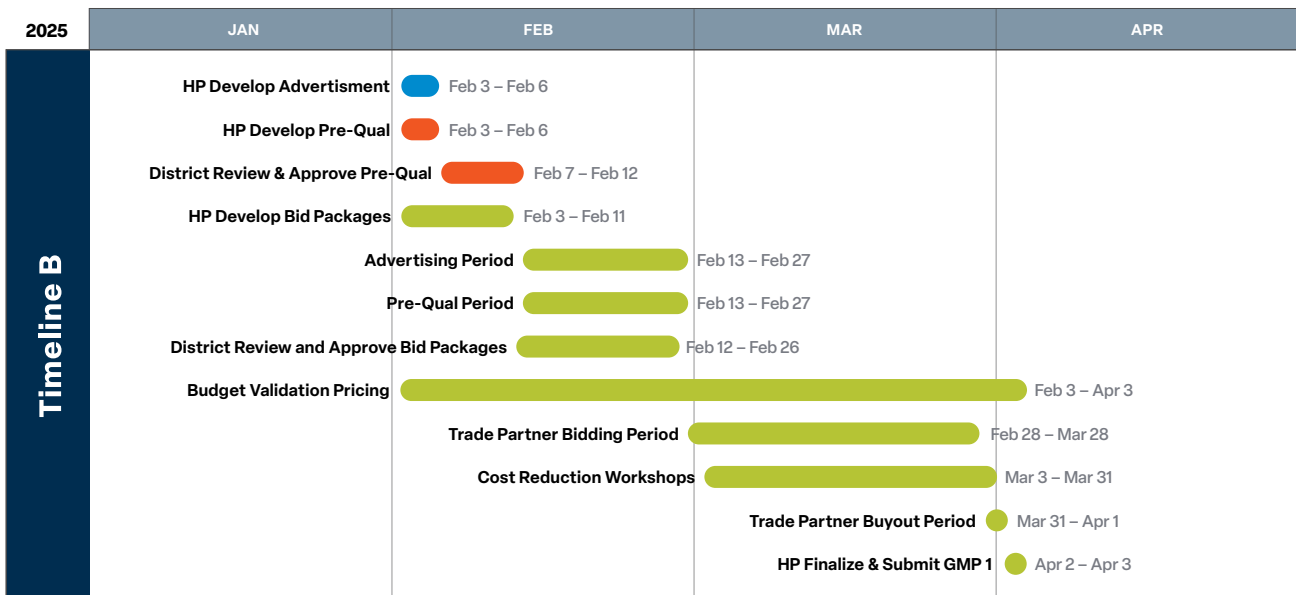 2025 JAN FEB MAR APR
Timeline B
HP Develop Advertisment Feb 3 – Feb 6
HP Develop Pre-Qual Feb 3 – Feb 6
District Review & Approve Pre-Qual Feb 7 – Feb 12
HP Develop Bid Packages Feb 3 – Feb 11
Advertising Period Feb 13 – Feb 27
Pre-Qual Period Feb 13 – Feb 27
District Review and Approve Bid Packages Feb 12 – Feb 26
Budget Validation Pricing Feb 3 – Apr 3
Trade Partner Bidding Period Feb 28 – Mar 28
Cost Reduction Workshops Mar 3 – Mar 31
Trade Partner Buyout Period Mar 31 – Apr 1
HP Finalize & Submit GMP 1 Apr 2 – Apr 3